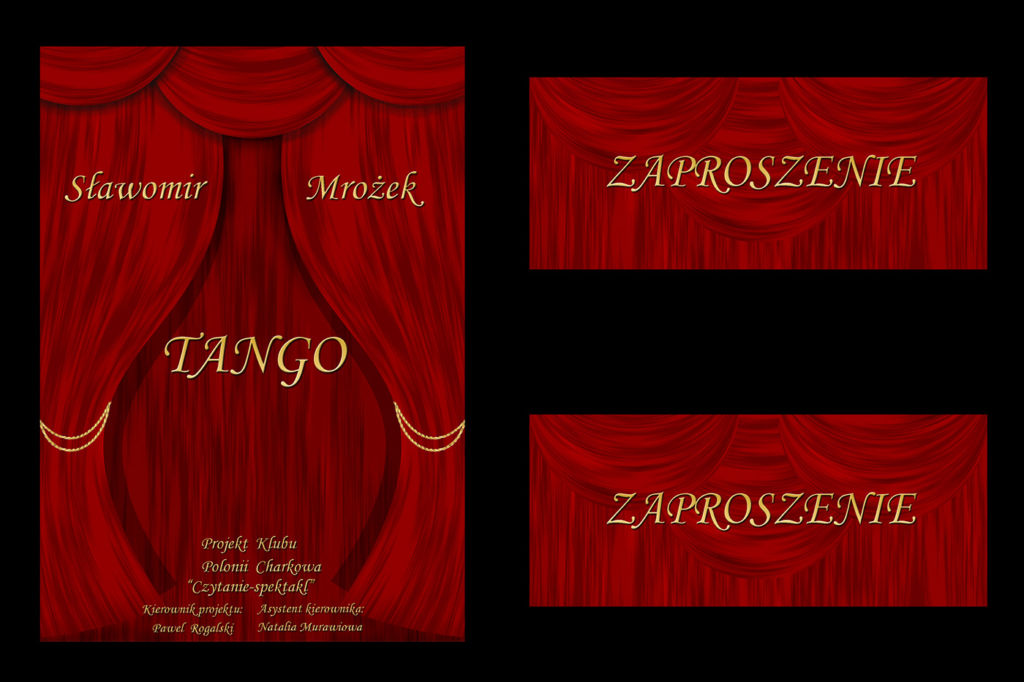 Sławomir Mrożek
TANGO
Projekt Klubu
Polonii Charkowa
“Czytanie-spektakl”
Kierownik projektu: Asystent kierownika:
Paweł Rogalski Natalia Murawiowa
ZAPROSZENIE
ZAPROSZENIE